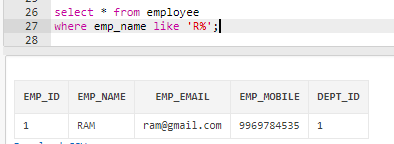 26 select * from employee
27 where emp_name like 'R%';
28
EMP_ID EMP_NAME EMP_EMAIL EMP_MOBILE DEPT_ID
1 RAM ram@gmail.com 9969784535 1